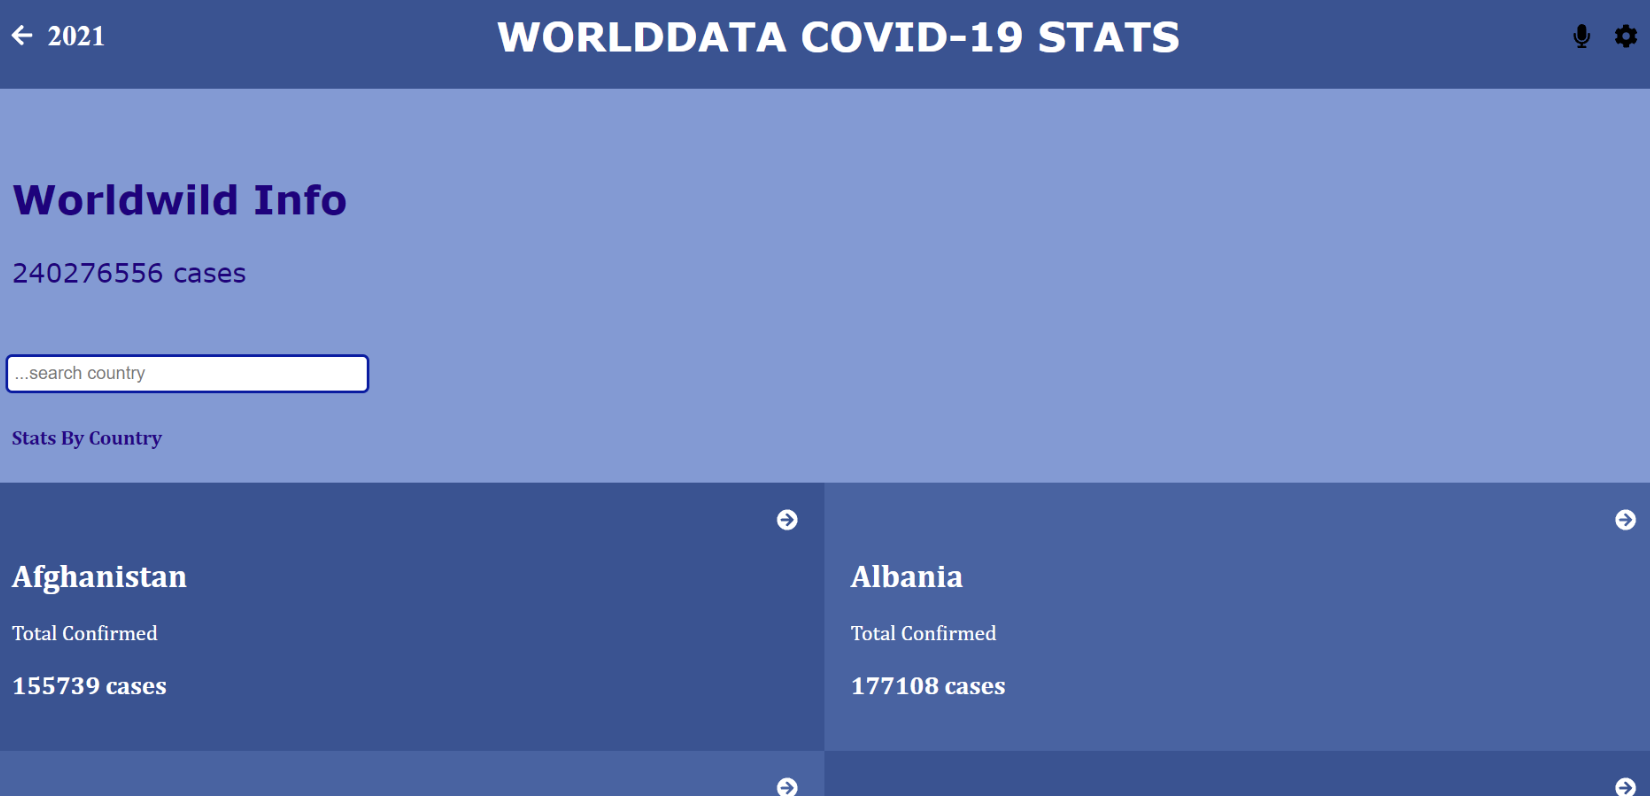 2021
WORLDDATA COVID-19 STATS
Worldwild Info
240276556 cases
...search country
Stats By Country
Afghanistan
Total Confirmed
155739 cases
Albania
Total Confirmed
177108 cases